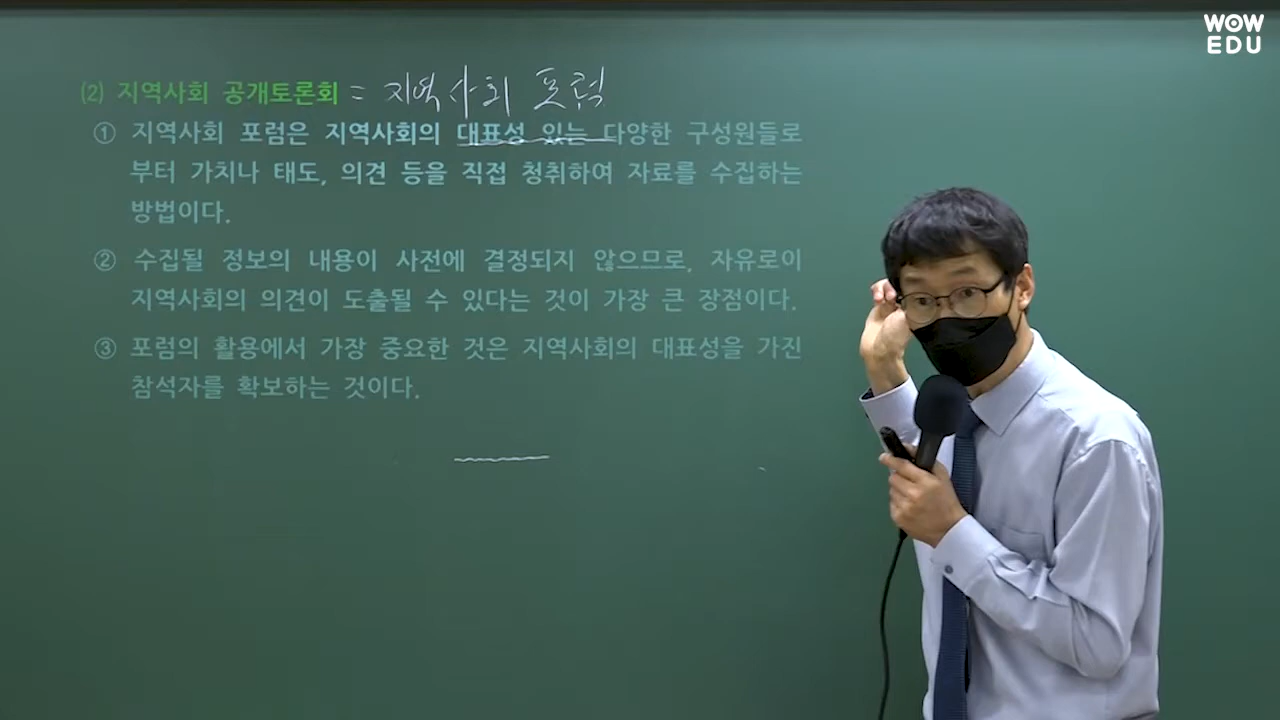 WOW
EDU
(2) 지역사회 공개토론회 = 지역사회 포럼
① 지역사회 포럼은 지역사회의 대표성 있는 다양한 구성원들로
부터 가치나 태도, 의견 등을 직접 청취하여 자료를 수집하는
방법이다.
② 수집될 정보의 내용이 사전에 결정되지 않으므로, 자유로이
지역사회의 의견이 도출될 수 있다는 것이 가장 큰 장점이다.
③ 포럼의 활용에서 가장 중요한 것은 지역사회의 대표성을 가진
참석자를 확보하는 것이다.